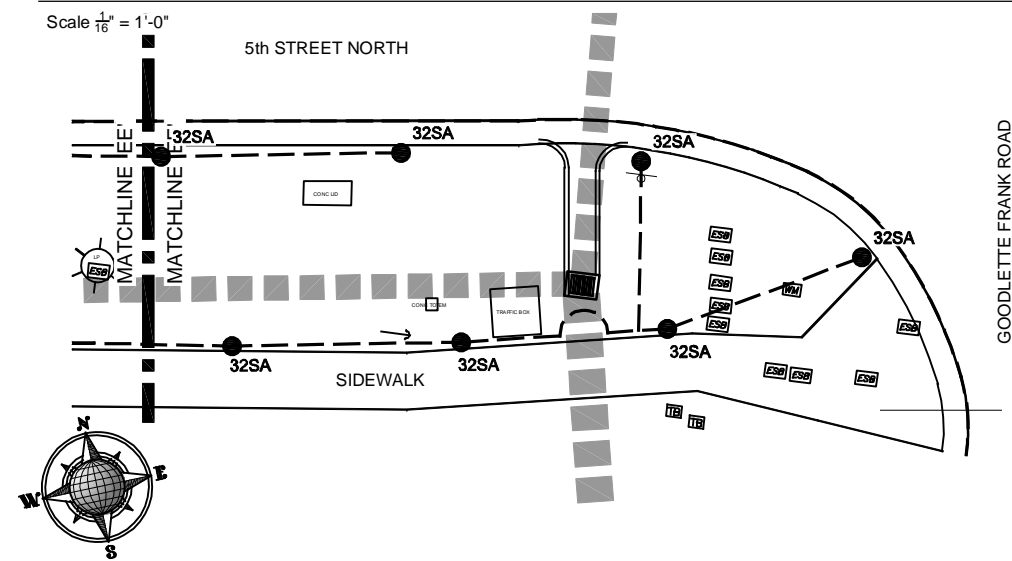 Scale 1/16" = 1'-0"
5th STREET NORTH
32SA
32SA
32SA
32SA
MATCHLINE EE'
MATCHLINE EE'
GOODLETTE FRANK ROAD
CONC LID
LP
ESB
ESB
ESB
ESB
ESB
ESB
WM
CONC TOTEM
TRAFFIC BOX
ESB
32SA
32SA
32SA
SIDEWALK
ESB
ESB
ESB
TB
TB
N
E
W
S